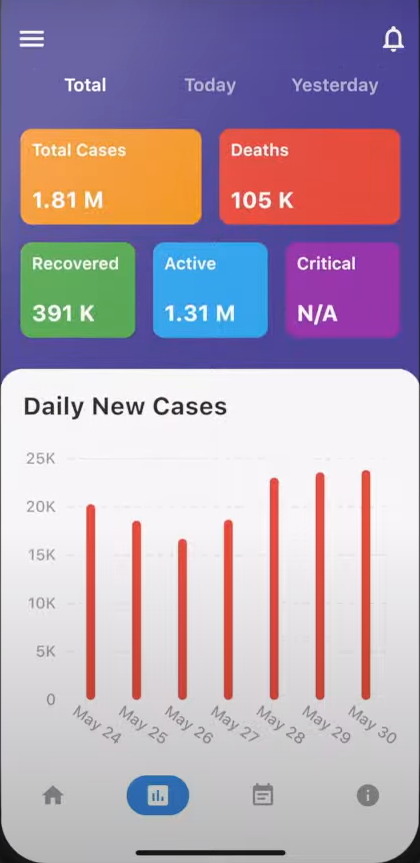 Total Today Yesterday
Total Cases
1.81 M
Deaths
105 K
Recovered
391 K
Active
1.31 M
Critical
N/A
Daily New Cases
25K
20K
15K
10K
5K
0
May 24
May 25
May 26
May 27
May 28
May 29
May 30